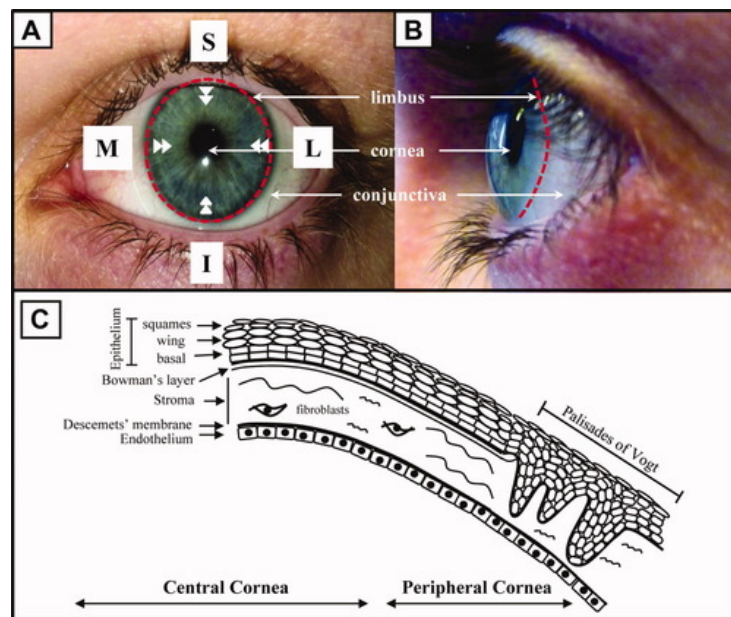 A
S
B
limbus
M
L
cornea
conjunctiva
I
C
Epithelium
squames
wing
basal
Bowman's layer
Stroma
fibroblasts
Descemets' membrane
Endothelium
Palisades of Vogt
Central Cornea
Peripheral Cornea